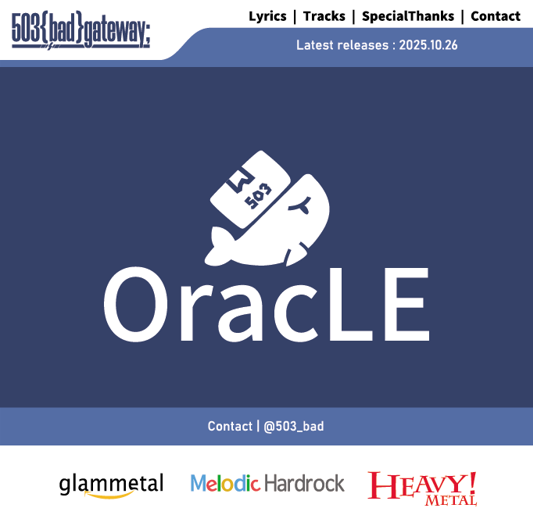 503{bad}gateway;
Lyrics | Tracks | SpecialThanks | Contact
Latest releases : 2025.10.26
503
OracLE
Contact | @503_bad
glammetal
Melodic Hardrock
HEAVY!
METAL